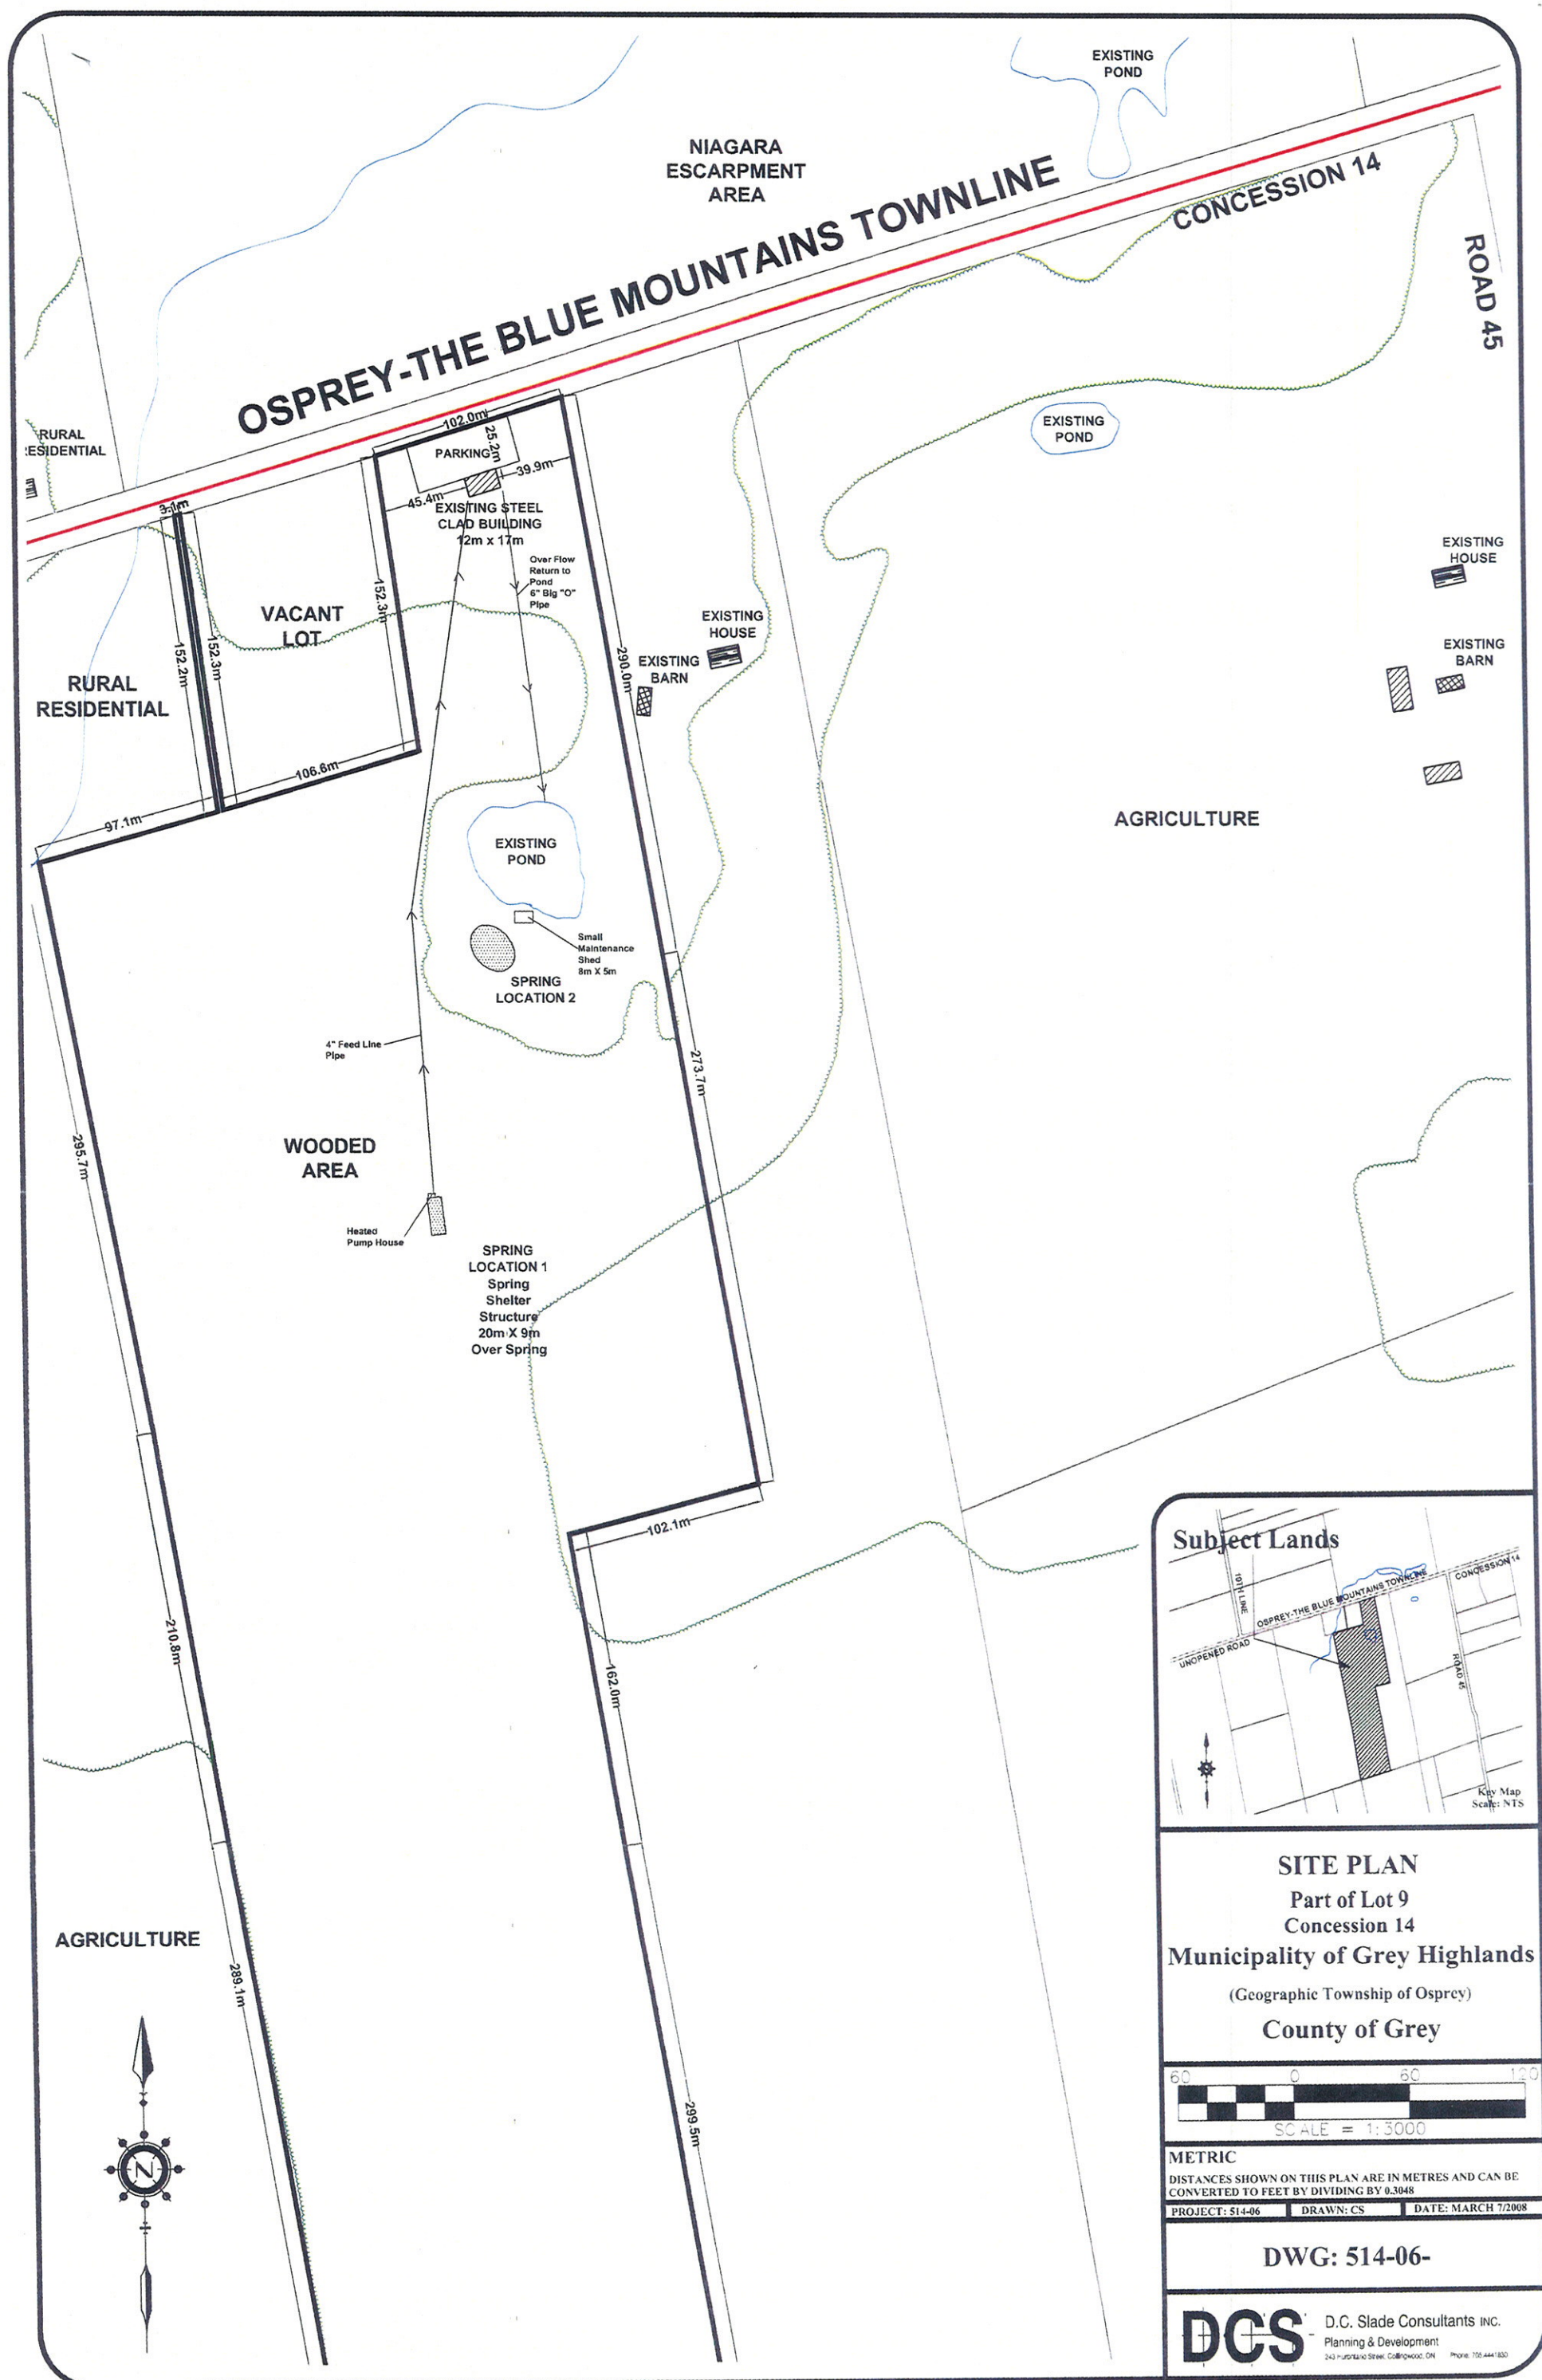 EXISTING
POND
NIAGARA
ESCARPMENT
AREA
OSPREY-THE BLUE MOUNTAINS TOWNLINE
CONCESSION 14
ROAD 45
RURAL
ESIDENTIAL
102.0m
25.2m
PARKING
39.9m
45.4m
EXISTING STEEL
CLAD BUILDING
12m x 17m
EXISTING
POND
3.1m
Over Flow
Return to
Pond
6" Big "O"
Pipe
VACANT
LOT
152.3m
152.2m
152.3m
RURAL
RESIDENTIAL
290.0m
EXISTING
HOUSE
EXISTING
BARN
EXISTING
HOUSE
EXISTING
BARN
106.6m
97.1m
AGRICULTURE
EXISTING
POND
Small
Maintenance
Shed
8m X 5m
SPRING
LOCATION 2
4" Feed Line
Pipe
273.7m
295.7m
WOODED
AREA
Heated
Pump House
SPRING
LOCATION 1
Spring
Shelter
Structure
20m X 9m
Over Spring
102.1m
210.8m
162.0m
AGRICULTURE
289.1m
299.5m
N
Subject Lands
10TH LINE
OSPREY-THE BLUE MOUNTAINS TOWNLINE
CONCESSION 14
UNOPENED ROAD
ROAD 45
Key Map
Scale: NTS
SITE PLAN
Part of Lot 9
Concession 14
Municipality of Grey Highlands
(Geographic Township of Osprey)
County of Grey
60 0 60 120
SCALE = 1:3000
METRIC
DISTANCES SHOWN ON THIS PLAN ARE IN METRES AND CAN BE
CONVERTED TO FEET BY DIVIDING BY 0.3048
PROJECT: 514-06 DRAWN: CS DATE: MARCH 7/2008
DWG: 514-06-
DCS D.C. Slade Consultants INC.
Planning & Development
Street, Collingwood, ON Phone: